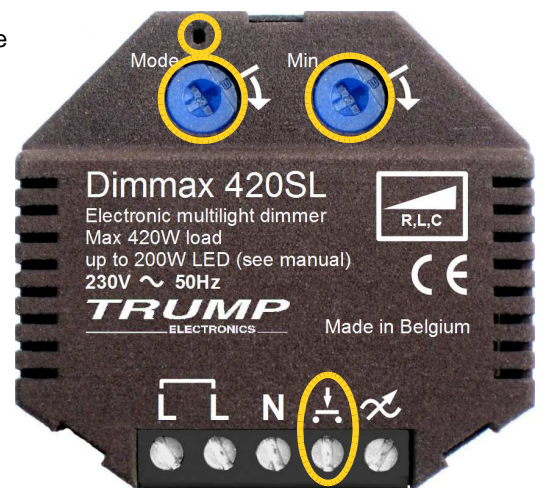 e
Mode
Min
Dimmax 420SL
Electronic multilight dimmer
Max 420W load
up to 200W LED (see manual)
230V ~ 50Hz
R,L,C
CE
TRUMP
ELECTRONICS
Made in Belgium
L L N